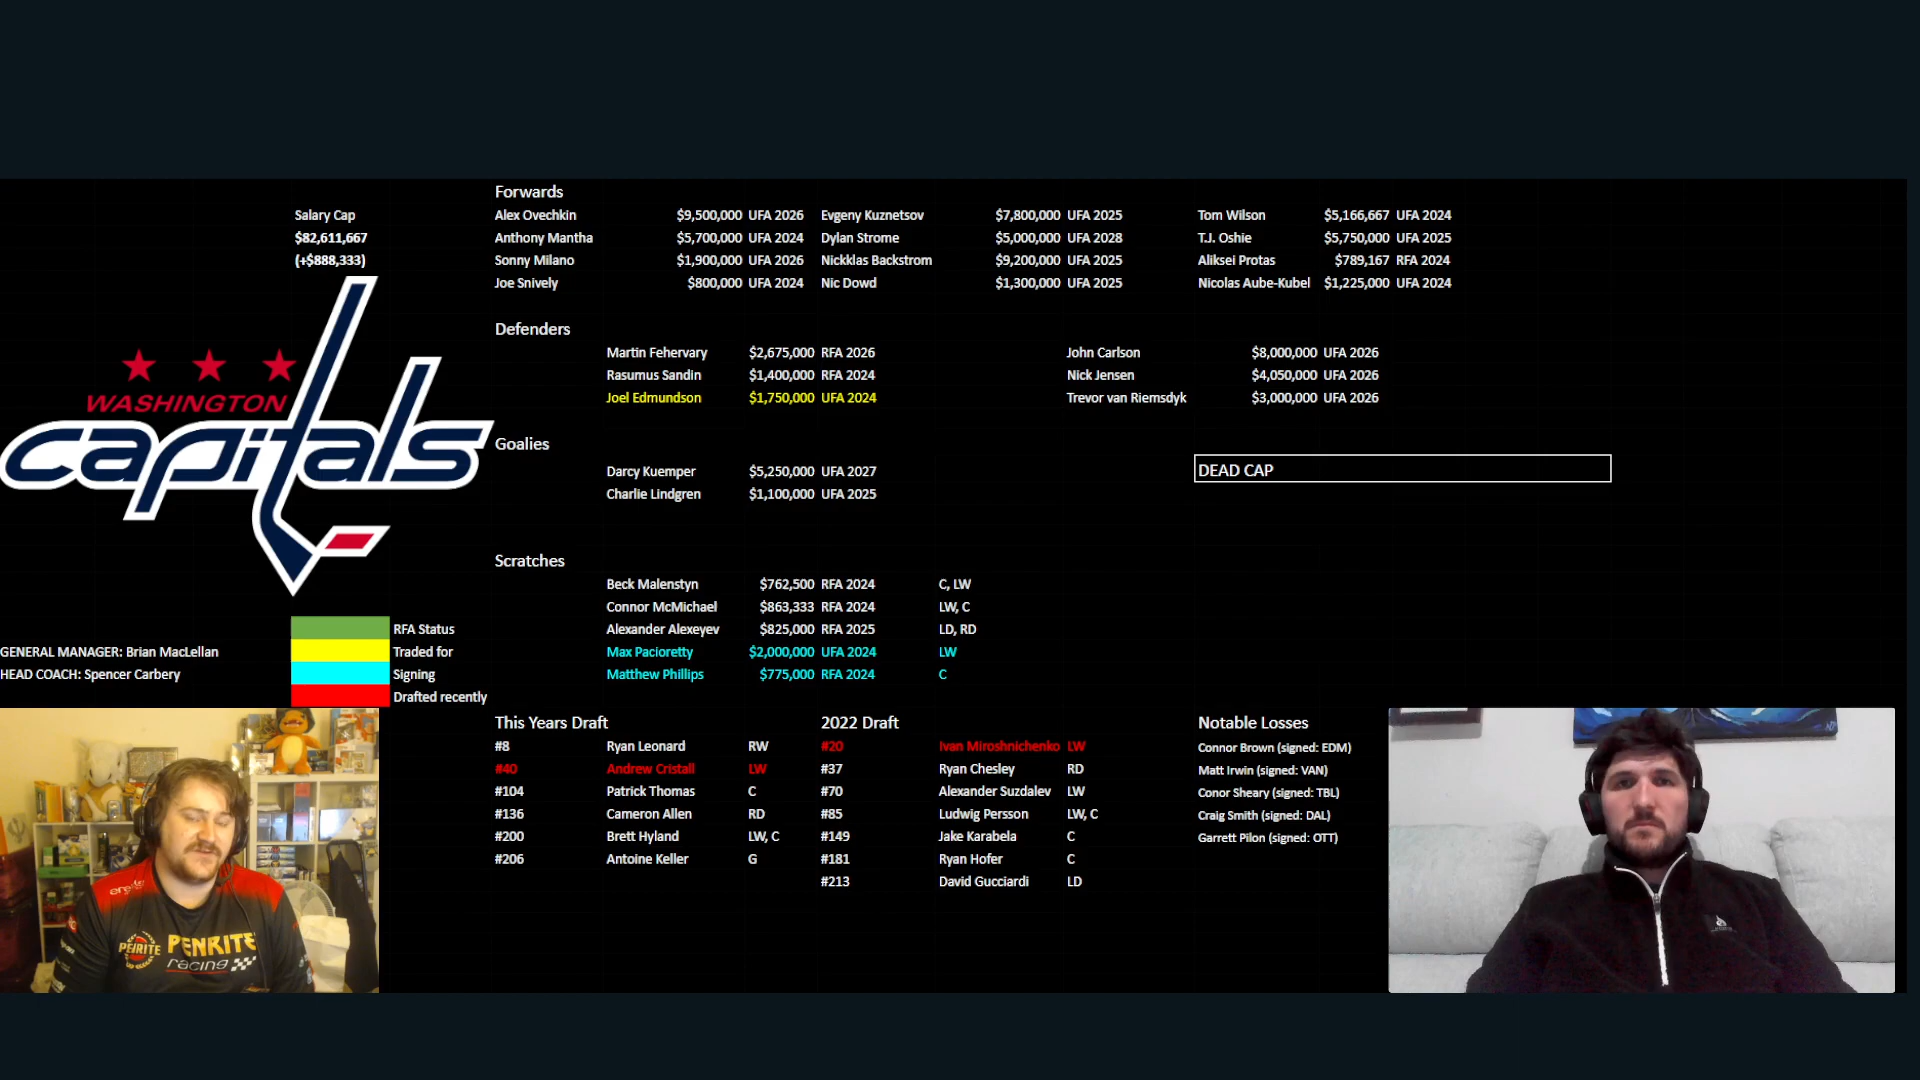 Forwards
Salary Cap
$82,611,667
(+$888,333)
Alex Ovechkin $9,500,000 UFA 2026 Evgeny Kuznetsov $7,800,000 UFA 2025 Tom Wilson $5,166,667 UFA 2024
Anthony Mantha $5,700,000 UFA 2024 Dylan Strome $5,000,000 UFA 2028 T.J. Oshie $5,750,000 UFA 2025
Sonny Milano $1,900,000 UFA 2026 Nickklas Backstrom $9,200,000 UFA 2025 Aliksei Protas $789,167 RFA 2024
Joe Snively $800,000 UFA 2024 Nic Dowd $1,300,000 UFA 2025 Nicolas Aube-Kubel $1,225,000 UFA 2024
WASHINGTON
capitals
Defenders
Martin Fehervary $2,675,000 RFA 2026 John Carlson $8,000,000 UFA 2026
Rasumus Sandin $1,400,000 RFA 2024 Nick Jensen $4,050,000 UFA 2026
Joel Edmundson $1,750,000 UFA 2024 Trevor van Riemsdyk $3,000,000 UFA 2026
Goalies
Darcy Kuemper $5,250,000 UFA 2027
Charlie Lindgren $1,100,000 UFA 2025
DEAD CAP
Scratches
Beck Malenstyn $762,500 RFA 2024 C, LW
Connor McMichael $863,333 RFA 2024 LW, C
Alexander Alexeyev $825,000 RFA 2025 LD, RD
Max Pacioretty $2,000,000 UFA 2024 LW
Matthew Phillips $775,000 RFA 2024 C
RFA Status
Traded for
Signing
Drafted recently
GENERAL MANAGER: Brian MacLellan
HEAD COACH: Spencer Carbery
This Years Draft
#8 Ryan Leonard RW
#40 Andrew Cristall LW
#104 Patrick Thomas C
#136 Cameron Allen RD
#200 Brett Hyland LW, C
#206 Antoine Keller G
2022 Draft
#20 Ivan Miroshnichenko LW
#37 Ryan Chesley RD
#70 Alexander Suzdalev LW
#85 Ludwig Persson LW, C
#149 Jake Karabela C
#181 Ryan Hofer C
#213 David Gucciardi LD
Notable Losses
Connor Brown (signed: EDM)
Matt Irwin (signed: VAN)
Conor Sheary (signed: TBL)
Craig Smith (signed: DAL)
Garrett Pilon (signed: OTT)
PENRITE
PENRITE
racing